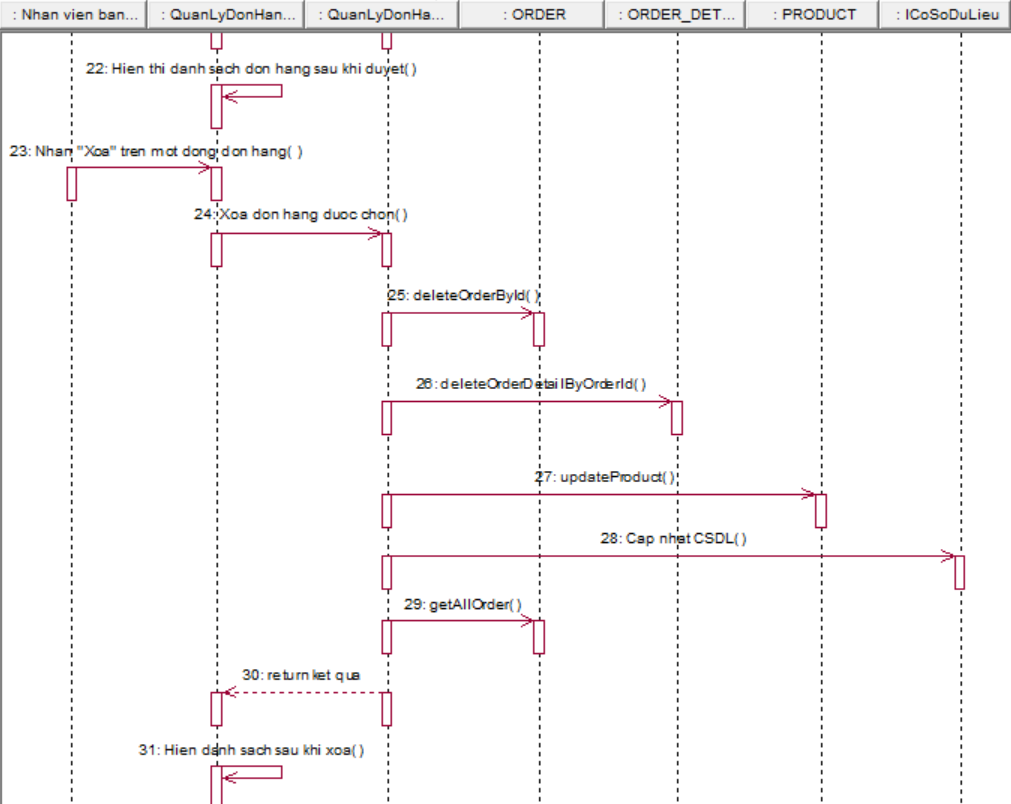 : Nhan vien ban... : QuanLyDonHan... : QuanLyDonHa... : ORDER : ORDER_DET... : PRODUCT : ICoSoDuLieu
22: Hien thi danh sach don hang sau khi duyet( )
23: Nhan "Xoa" tren mot dong don hang( )
24: Xoa don hang duoc chon( )
25: deleteOrderById( )
26: deleteOrderDetailByOrderId( )
27: updateProduct( )
28: Cap nhat CSDL( )
29: getAllOrder( )
30: return ket qua
31: Hien danh sach sau khi xoa( )